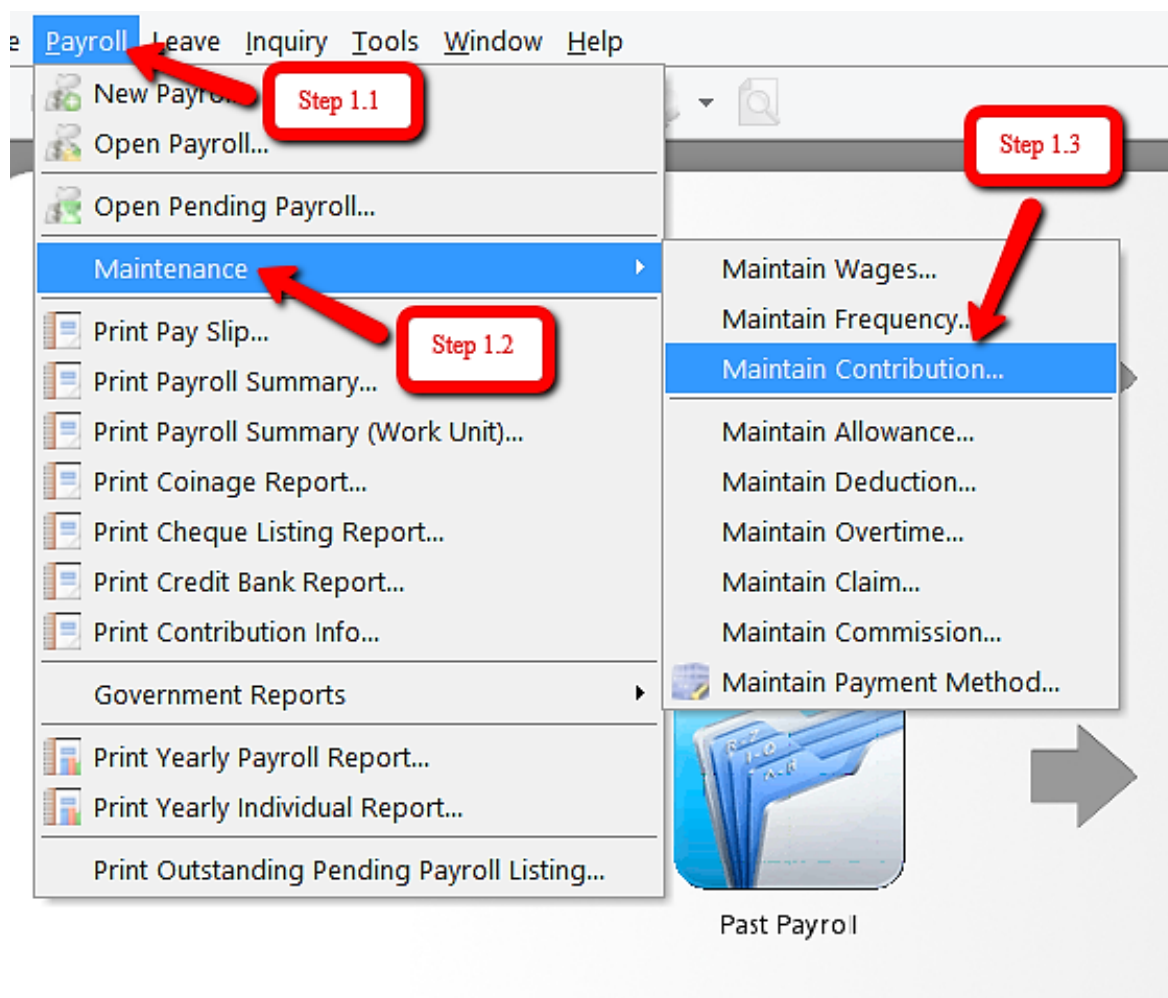 e Payroll Leave Inquiry Tools Window Help
New Payro...
Step 1.1
Open Payroll...
Step 1.3
Open Pending Payroll...
Maintenance
Maintain Wages...
Maintain Frequency..
Print Pay Slip...
Step 1.2
Maintain Contribution...
Print Payroll Summary...
Print Payroll Summary (Work Unit)...
Maintain Allowance...
Print Coinage Report...
Maintain Deduction...
Print Cheque Listing Report...
Maintain Overtime...
Print Credit Bank Report...
Maintain Claim...
Print Contribution Info...
Maintain Commission...
Government Reports
Maintain Payment Method...
Print Yearly Payroll Report...
R-Z
I-Q
A-R
Print Yearly Individual Report...
Print Outstanding Pending Payroll Listing...
Past Payroll